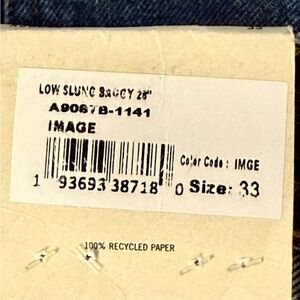 LOW SLUNG BAGGY 28"
A9087B-1141
IMAGE
Color Code: IMGE
1 93693 38718 0 Size: 33
100% RECYCLED PAPER